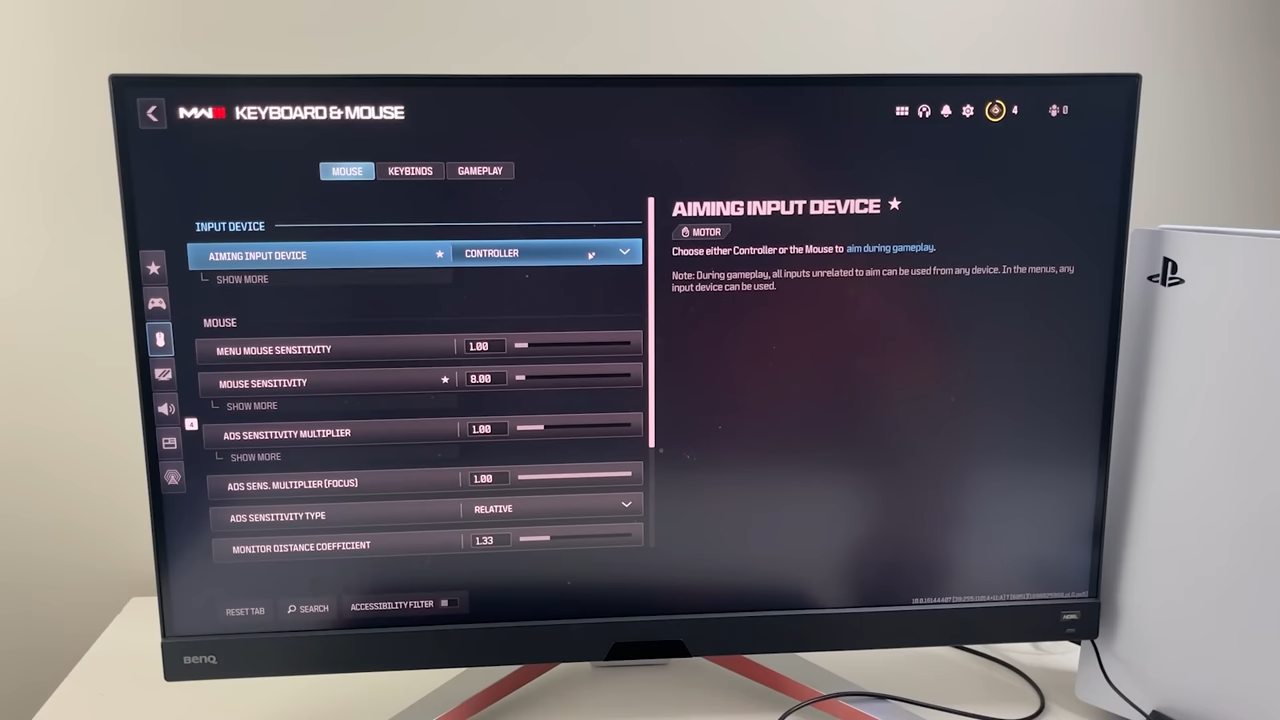 MWIII KEYBOARD & MOUSE
4 0
MOUSE KEYBINDS GAMEPLAY
INPUT DEVICE
AIMING INPUT DEVICE CONTROLLER
SHOW MORE
MOUSE
MENU MOUSE SENSITIVITY 1.00
MOUSE SENSITIVITY 8.00
SHOW MORE
4
ADS SENSITIVITY MULTIPLIER 1.00
SHOW MORE
ADS SENS. MULTIPLIER (FOCUS) 1.00
ADS SENSITIVITY TYPE RELATIVE
MONITOR DISTANCE COEFFICIENT 1.33
RESET TAB SEARCH ACCESSIBILITY FILTER
AIMING INPUT DEVICE
MOTOR
Choose either Controller or the Mouse to aim during gameplay.
Note: During gameplay, all inputs unrelated to aim can be used from any device. In the menus, any
input device can be used.
BENQ
HDRi